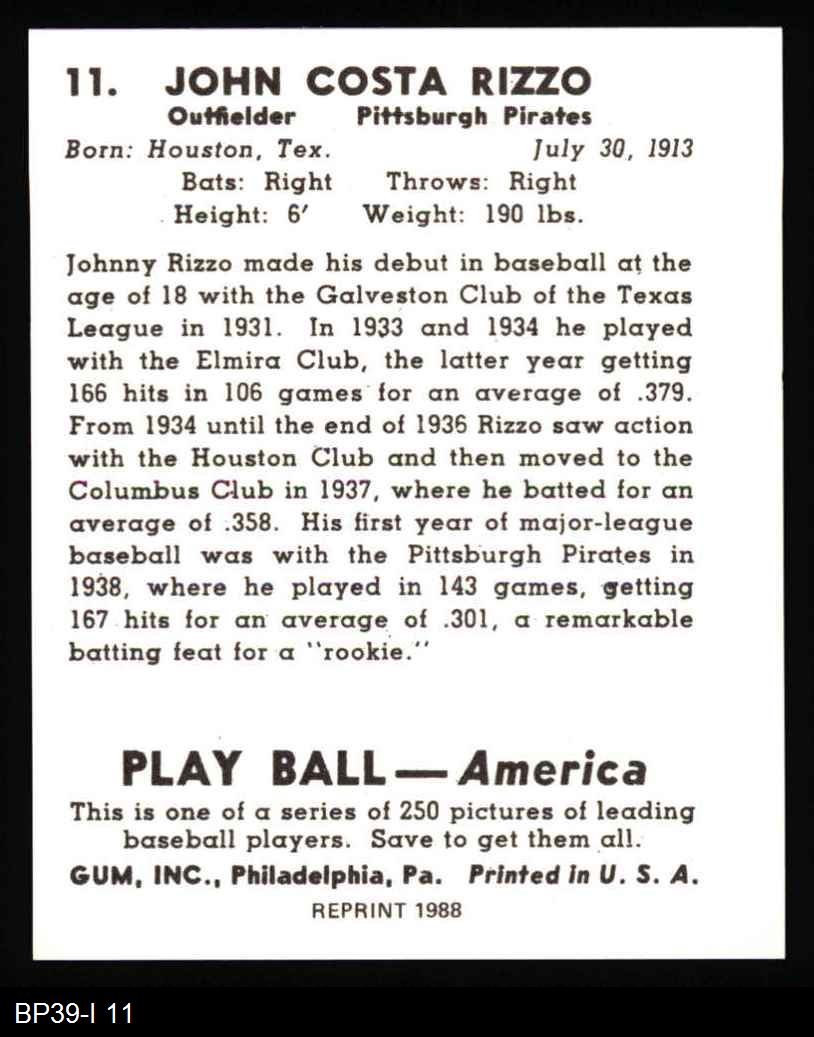 11. JOHN COSTA RIZZO
Outfielder Pittsburgh Pirates
Born: Houston, Tex. July 30, 1913
Bats: Right Throws: Right
Height: 6' Weight: 190 lbs.
Johnny Rizzo made his debut in baseball at the
age of 18 with the Galveston Club of the Texas
League in 1931. In 1933 and 1934 he played
with the Elmira Club, the latter year getting
166 hits in 106 games for an average of .379.
From 1934 until the end of 1936 Rizzo saw action
with the Houston Club and then moved to the
Columbus Club in 1937, where he batted for an
average of .358. His first year of major-league
baseball was with the Pittsburgh Pirates in
1938, where he played in 143 games, getting
167 hits for an average of .301, a remarkable
batting feat for a "rookie."
PLAY BALL—America
This is one of a series of 250 pictures of leading
baseball players. Save to get them all.
GUM, INC., Philadelphia, Pa. Printed in U. S. A.
REPRINT 1988
BP39-I 11